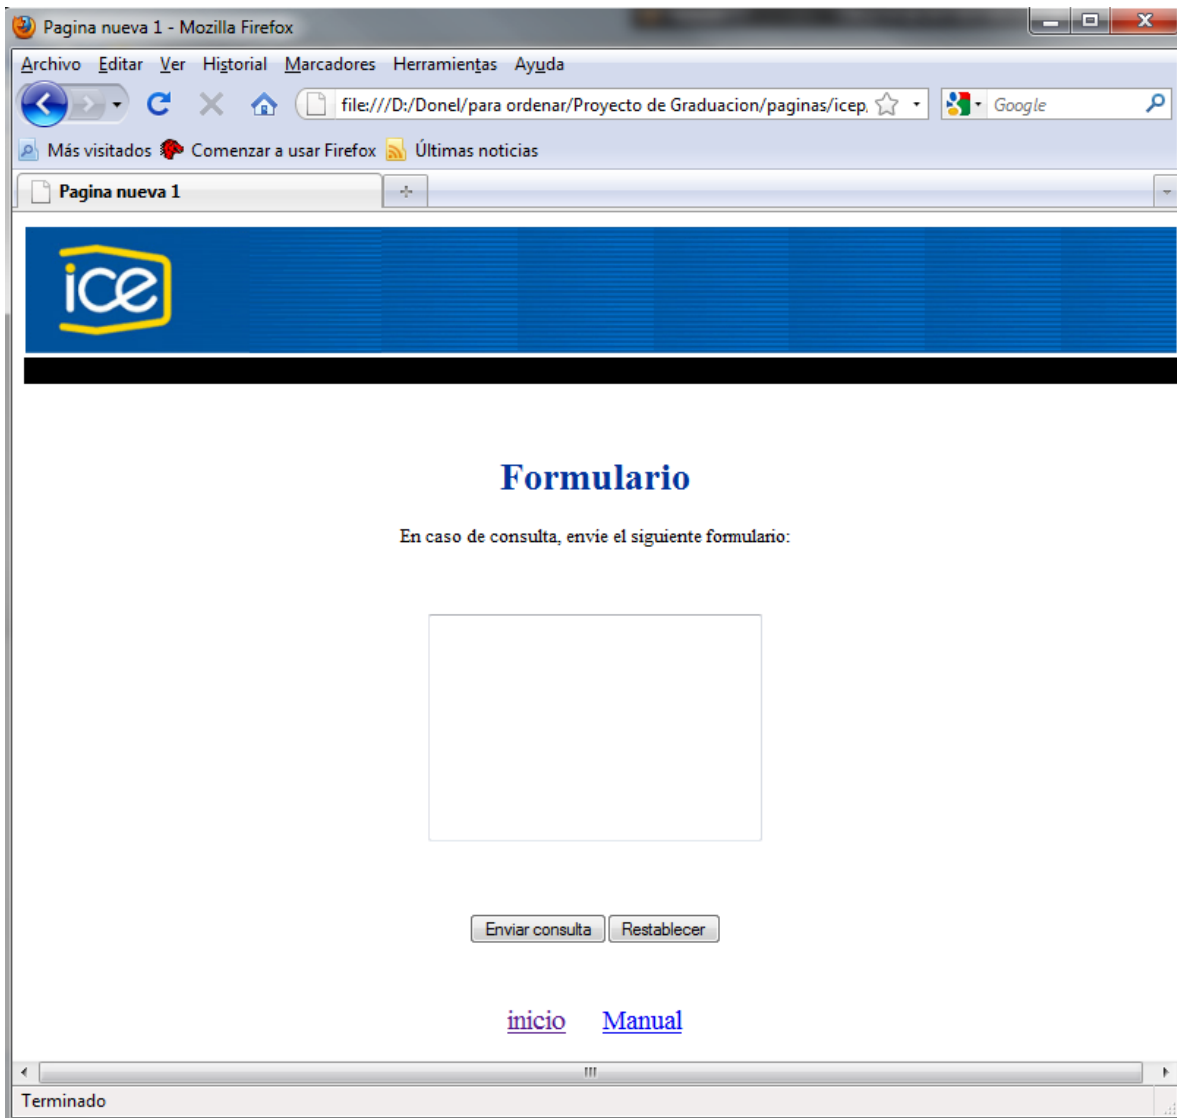 Pagina nueva 1 - Mozilla Firefox
Archivo Editar Ver Historial Marcadores Herramientas Ayuda
file:///D:/Donel/para ordenar/Proyecto de Graduacion/paginas/icep. Google
Más visitados Comenzar a usar Firefox Últimas noticias
Pagina nueva 1
ice
Formulario
En caso de consulta, envie el siguiente formulario:
Enviar consulta Restablecer
inicio Manual
Terminado